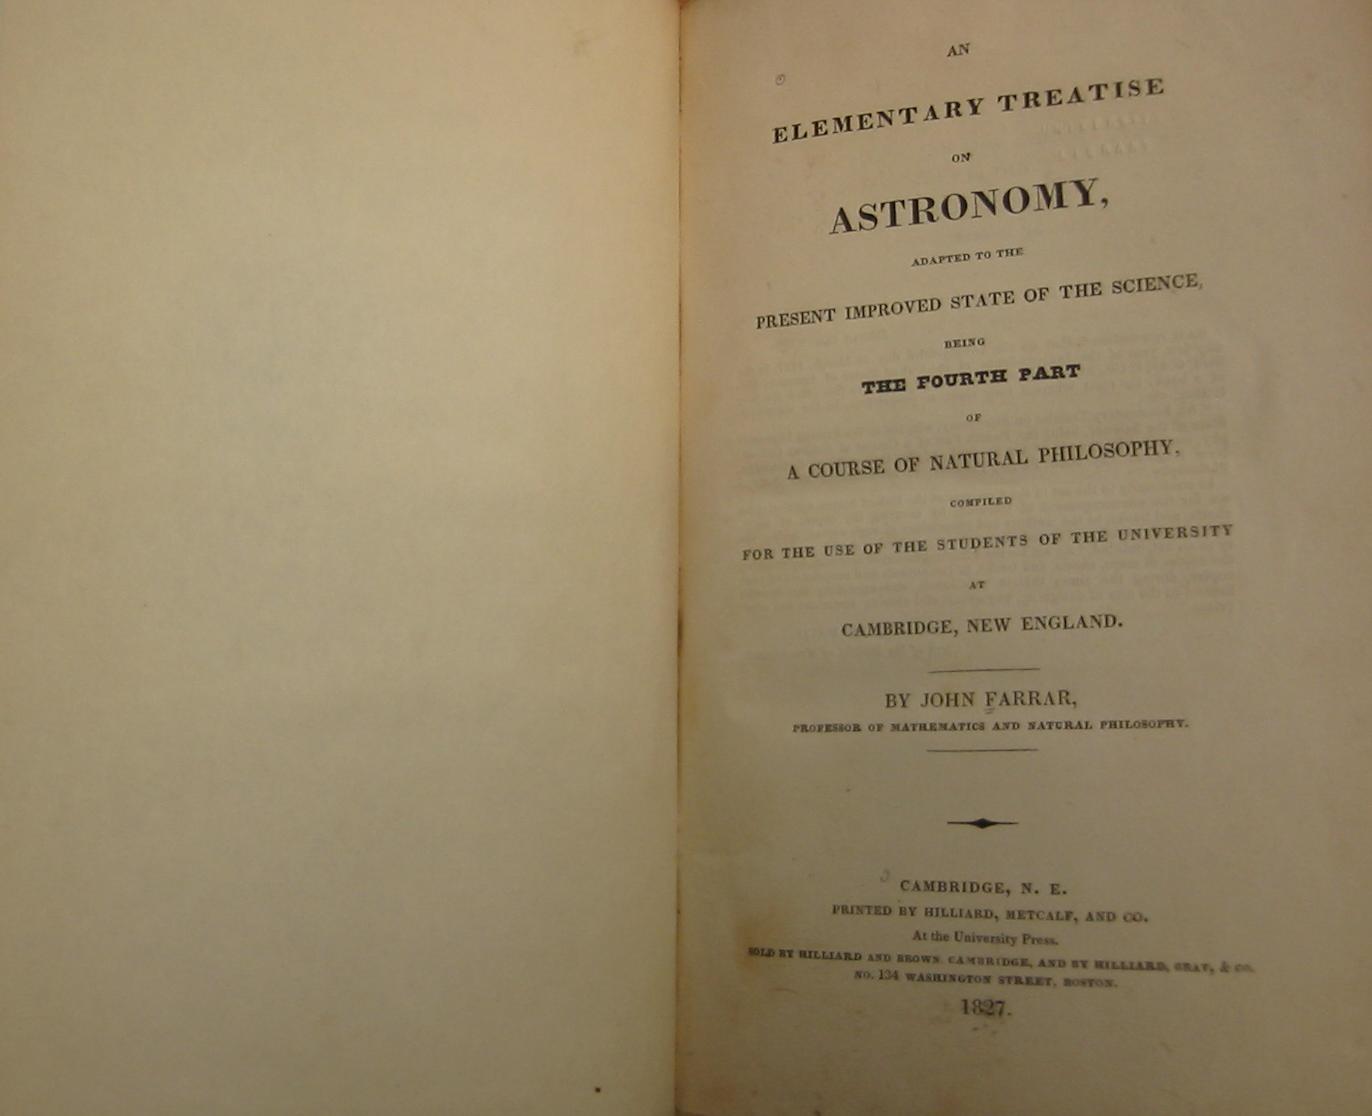 AN
ELEMENTARY TREATISE
ON
ASTRONOMY,
ADAPTED TO THE
PRESENT IMPROVED STATE OF THE SCIENCE,
BEING
THE FOURTH PART
OF
A COURSE OF NATURAL PHILOSOPHY,
COMPILED
FOR THE USE OF THE STUDENTS OF THE UNIVERSITY
AT
CAMBRIDGE, NEW ENGLAND.
BY JOHN FARRAR,
PROFESSOR OF MATHEMATICS AND NATURAL PHILOSOPHY.
CAMBRIDGE, N. E.
PRINTED BY HILLIARD, METCALF, AND CO.
At the University Press.
SOLD BY HILLIARD AND BROWN, CAMBRIDGE, AND BY HILLIARD, GRAY, & CO.
NO. 134 WASHINGTON STREET, BOSTON.
1827.